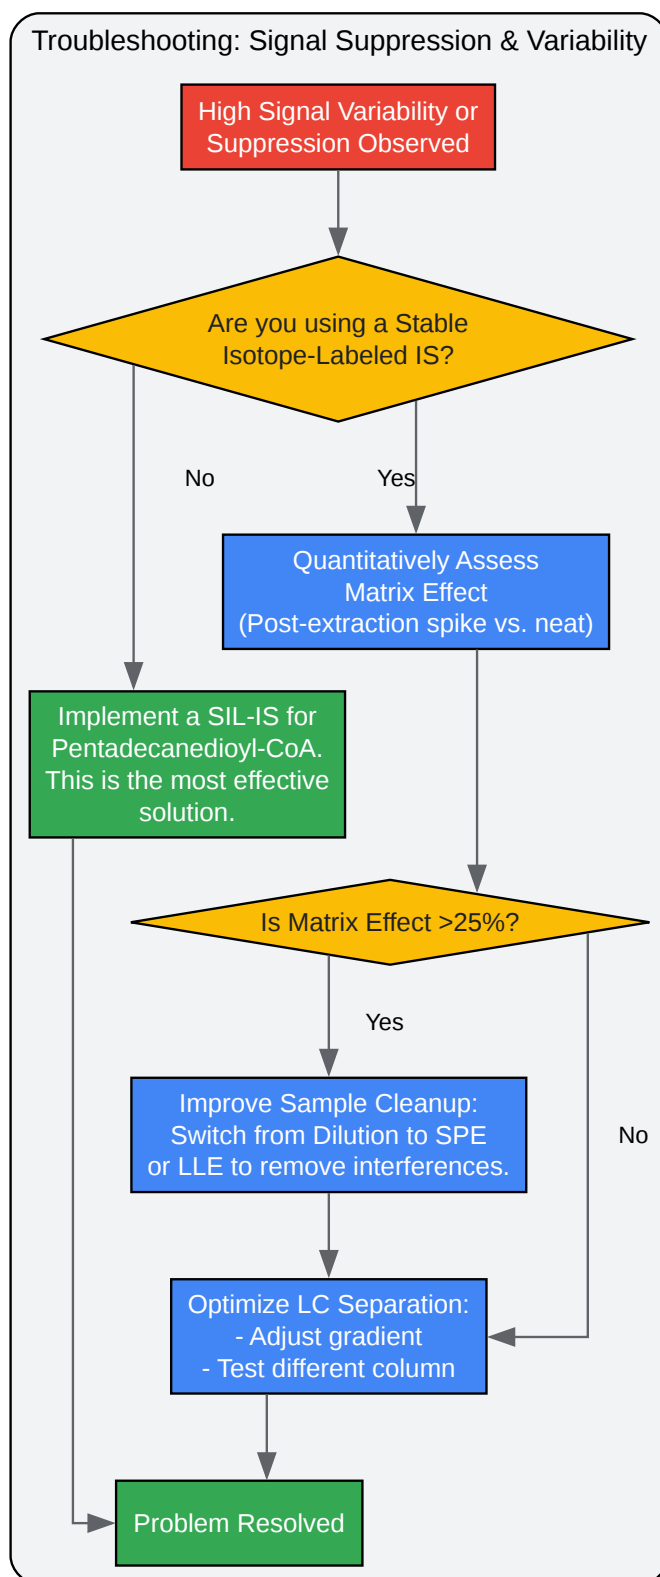 Troubleshooting: Signal Suppression & Variability
High Signal Variability or
Suppression Observed
Are you using a Stable
Isotope-Labeled IS?
No
Yes
Quantitatively Assess
Matrix Effect
(Post-extraction spike vs. neat)
Implement a SIL-IS for
Pentadecanedioyl-CoA.
This is the most effective
solution.
Is Matrix Effect >25%?
Yes
Improve Sample Cleanup:
Switch from Dilution to SPE
or LLE to remove interferences.
No
Optimize LC Separation:
- Adjust gradient
- Test different column
Problem Resolved